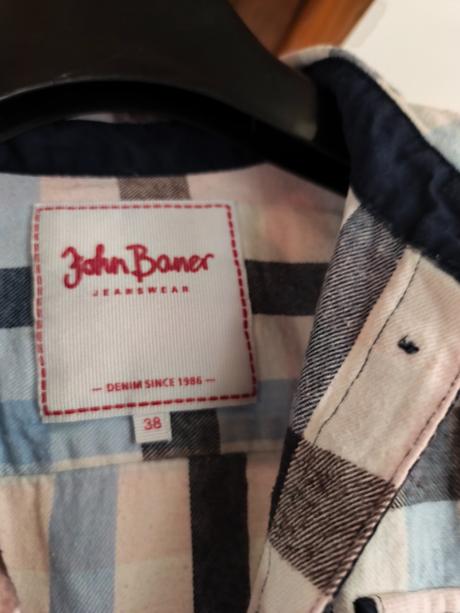 John Baner
JEANSWEAR
— DENIM SINCE 1986 —
38